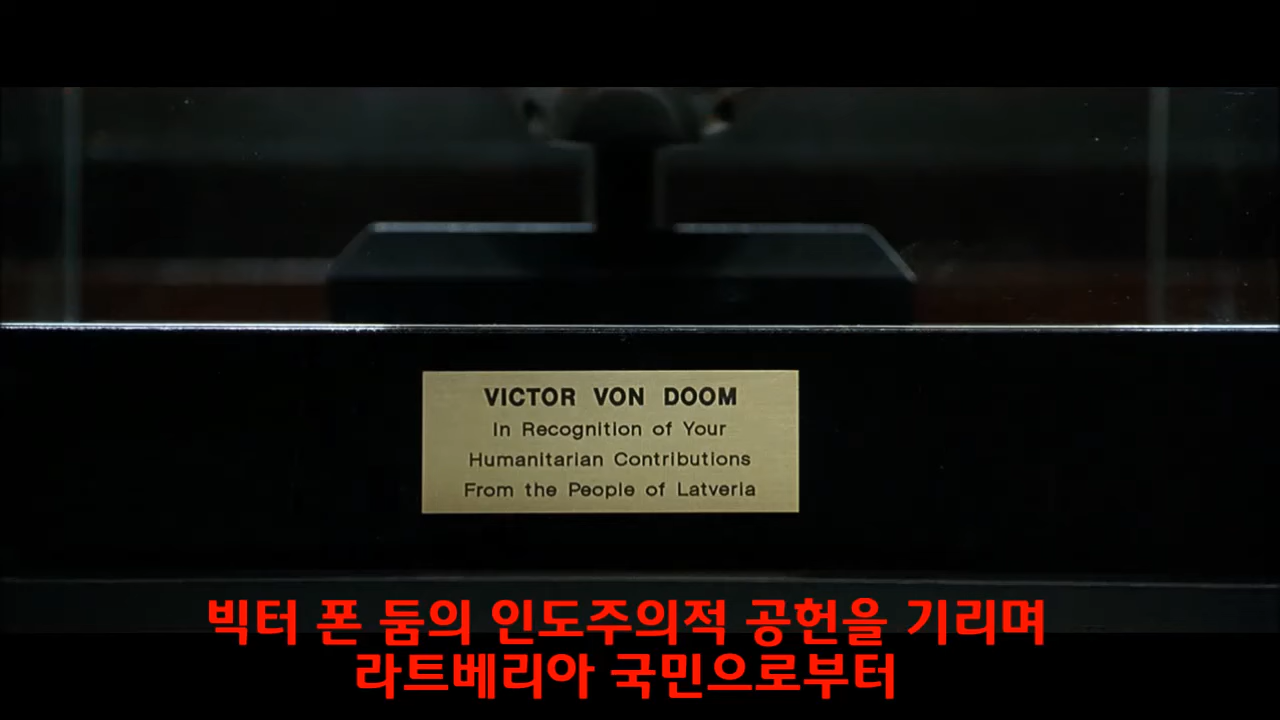 VICTOR VON DOOM
In Recognition of Your
Humanitarian Contributions
From the People of Latveria
빅터 폰 둠의 인도주의적 공헌을 기리며
라트베리아 국민으로부터